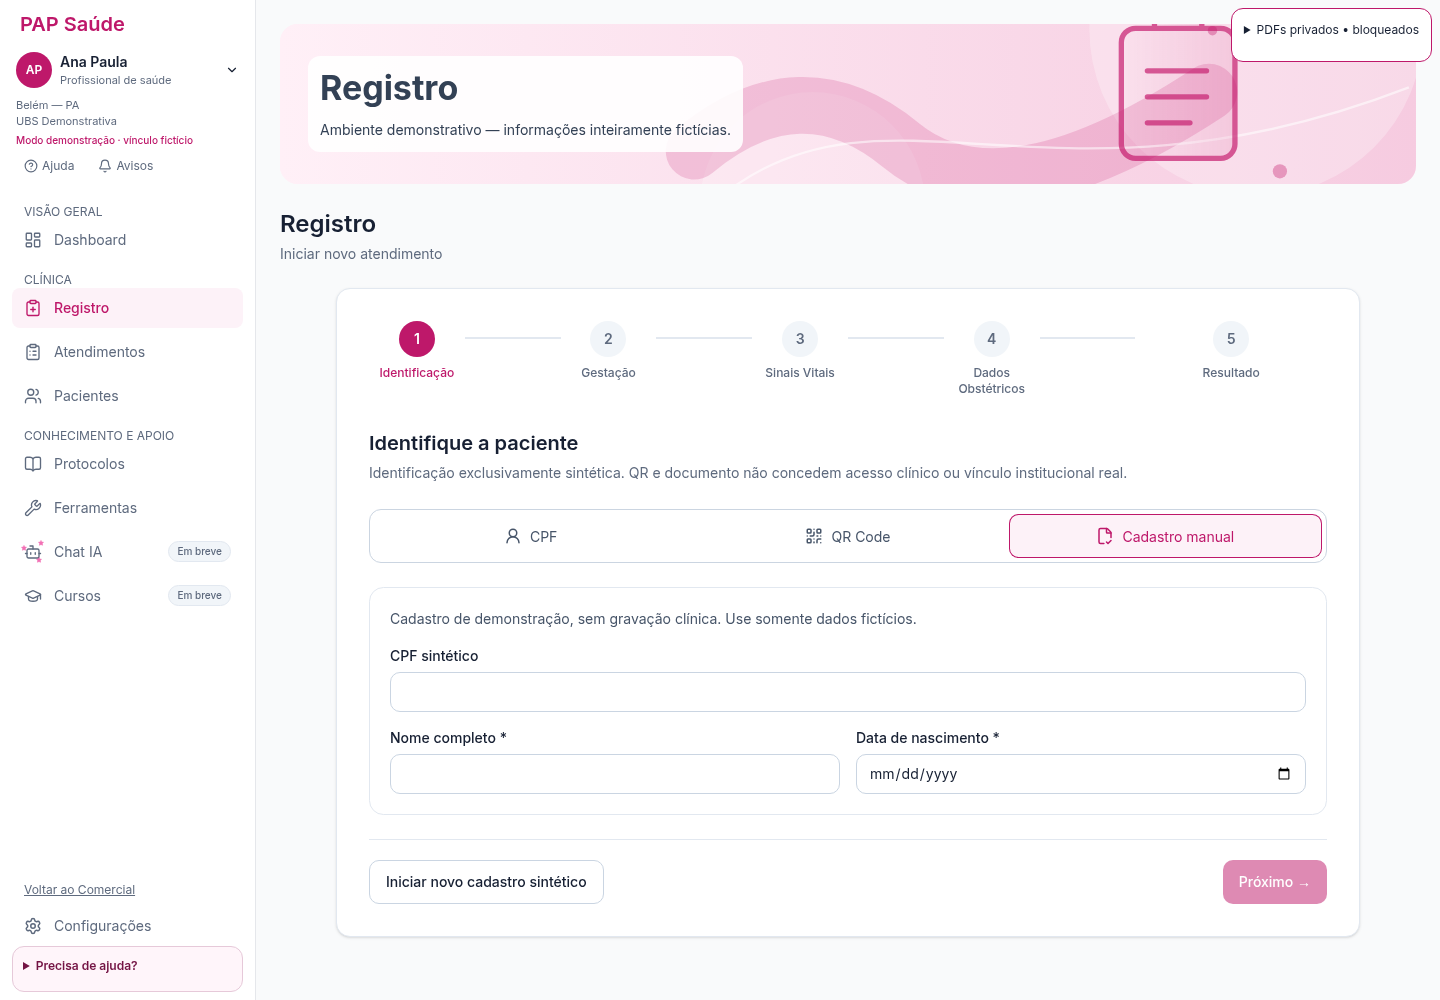 PAP Saúde
AP
Ana Paula
Profissional de saúde
Belém — PA
UBS Demonstrativa
Modo demonstração · vínculo fictício
Ajuda
Avisos
VISÃO GERAL
Dashboard
CLÍNICA
Registro
Atendimentos
Pacientes
CONHECIMENTO E APOIO
Protocolos
Ferramentas
Chat IA
Em breve
Cursos
Em breve
Voltar ao Comercial
Configurações
Precisa de ajuda?
PDFs privados • bloqueados
Registro
Ambiente demonstrativo — informações inteiramente fictícias.
Registro
Iniciar novo atendimento
1
Identificação
2
Gestação
3
Sinais Vitais
4
Dados
Obstétricos
5
Resultado
Identifique a paciente
Identificação exclusivamente sintética. QR e documento não concedem acesso clínico ou vínculo institucional real.
CPF
QR Code
Cadastro manual
Cadastro de demonstração, sem gravação clínica. Use somente dados fictícios.
CPF sintético
Nome completo *
Data de nascimento *
mm/dd/yyyy
Iniciar novo cadastro sintético
Próximo →